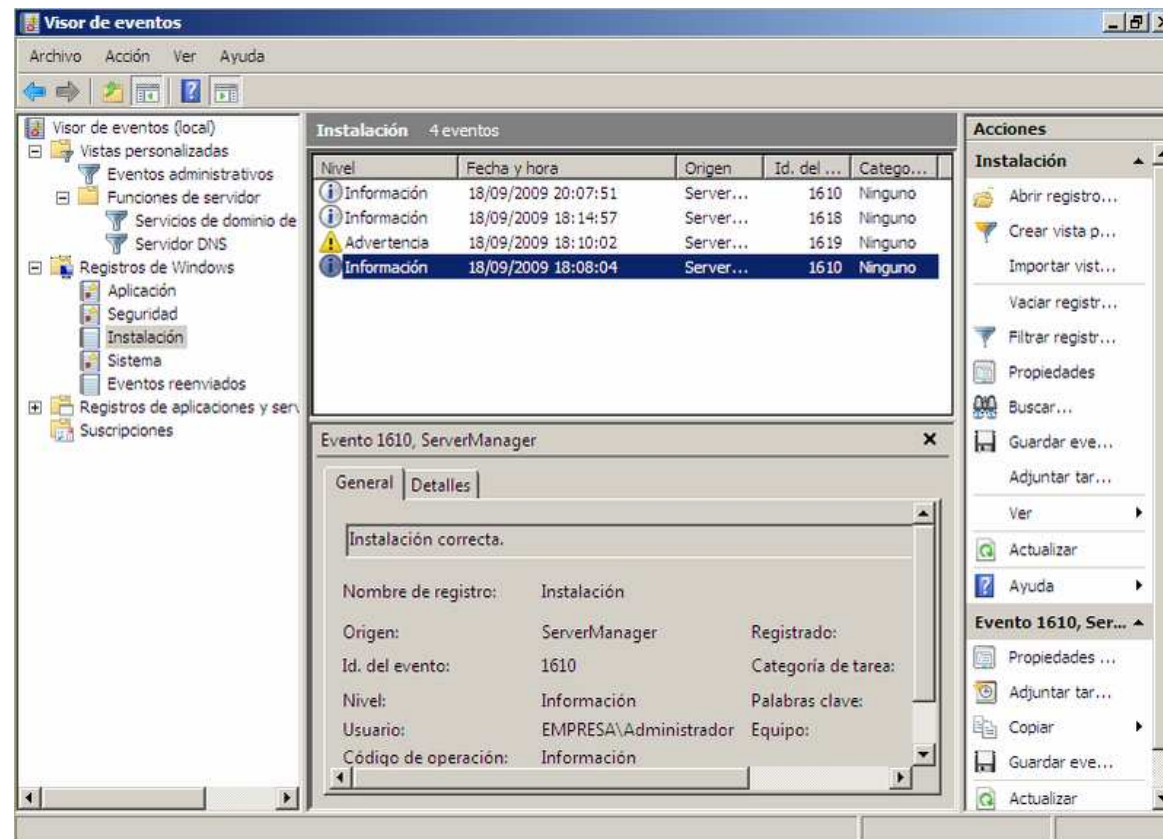 Visor de eventos
Archivo Acción Ver Ayuda
Visor de eventos (local)
Vistas personalizadas
Eventos administrativos
Funciones de servidor
Servicios de dominio de
Servidor DNS
Registros de Windows
Aplicación
Seguridad
Instalación
Sistema
Eventos reenviados
Registros de aplicaciones y serv
Suscripciones
Instalación 4 eventos
Nivel Fecha y hora Origen Id. del ... Catego...
Información 18/09/2009 20:07:51 Server... 1610 Ninguno
Información 18/09/2009 18:14:57 Server... 1618 Ninguno
Advertencia 18/09/2009 18:10:02 Server... 1619 Ninguno
Información 18/09/2009 18:08:04 Server... 1610 Ninguno
Evento 1610, ServerManager
General Detalles
Instalación correcta.
Nombre de registro: Instalación
Origen: ServerManager Registrado:
Id. del evento: 1610 Categoría de tarea:
Nivel: Información Palabras clave:
Usuario: EMPRESA\Administrador Equipo:
Código de operación: Información
Acciones
Instalación
Abrir registro...
Crear vista p...
Importar vist...
Vaciar registr...
Filtrar registr...
Propiedades
Buscar...
Guardar eve...
Adjuntar tar...
Ver
Actualizar
Ayuda
Evento 1610, Ser...
Propiedades ...
Adjuntar tar...
Copiar
Guardar eve...
Actualizar